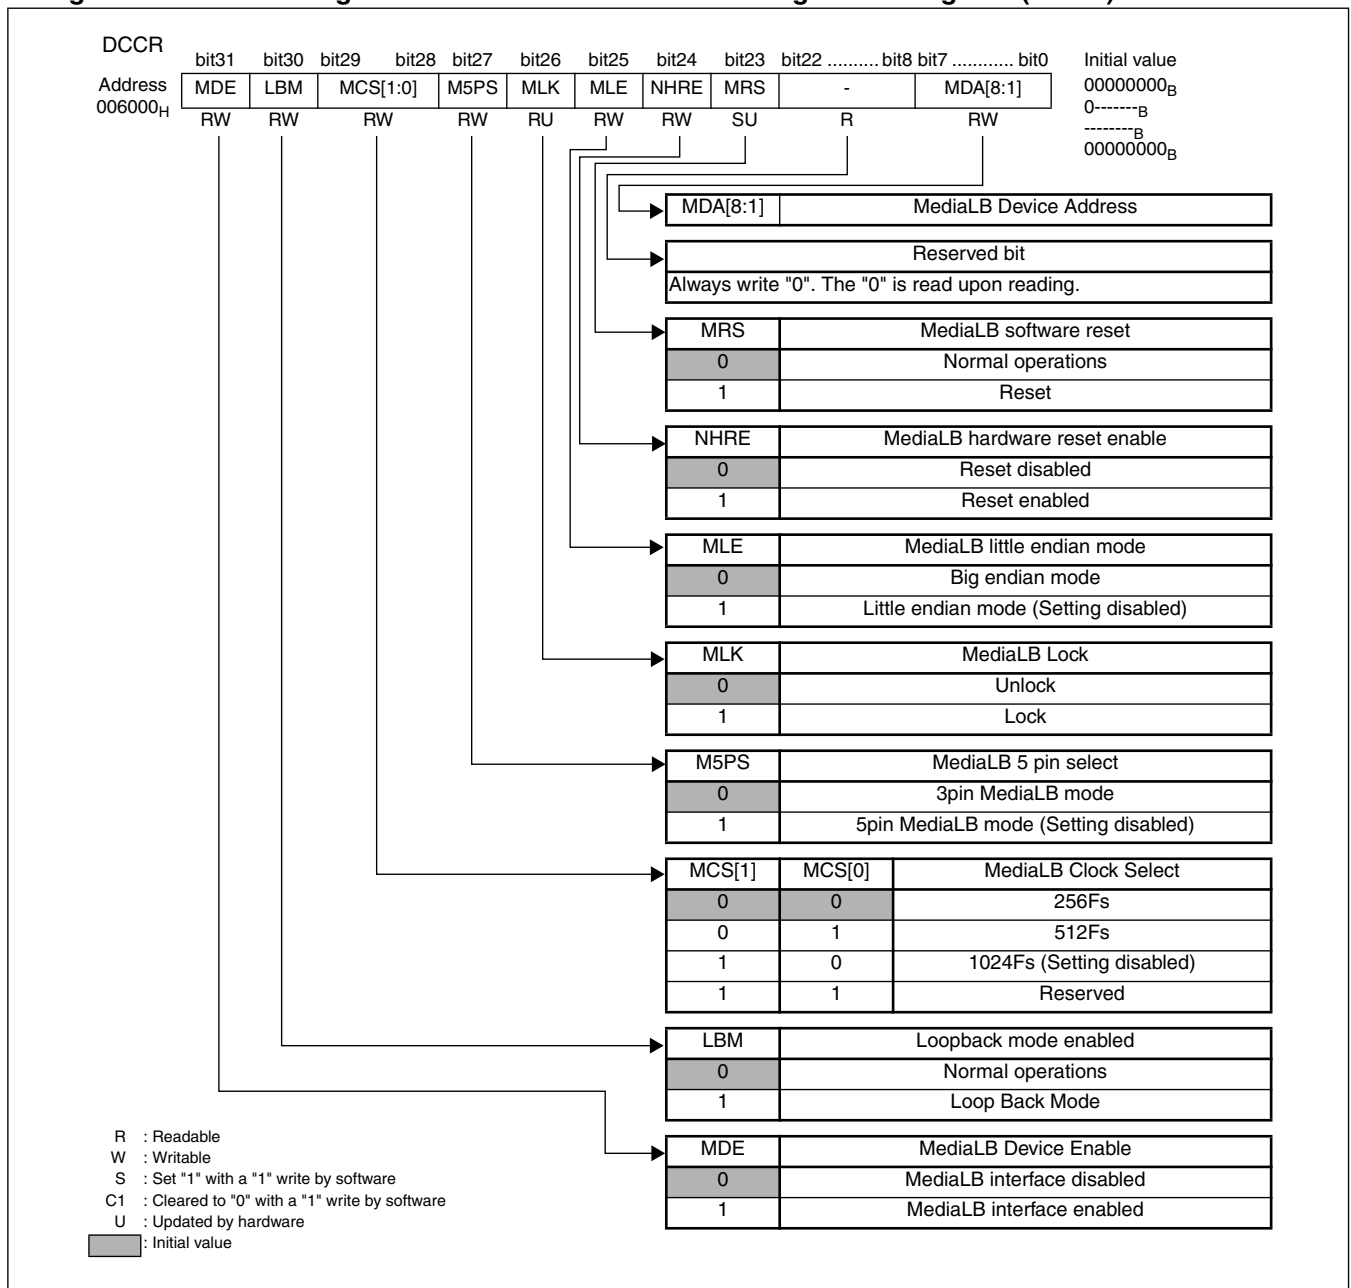 DCCR
bit31 bit30 bit29 bit28 bit27 bit26 bit25 bit24 bit23 bit22 .......... bit8 bit7 ............ bit0 Initial value
Address 006000H MDE LBM MCS[1:0] M5PS MLK MLE NHRE MRS - MDA[8:1] 00000000B
RW RW RW RW RU RW RW SU R RW 0-------B
--------B
00000000B
MDA[8:1] MediaLB Device Address
Reserved bit
Always write "0". The "0" is read upon reading.
MRS MediaLB software reset
0 Normal operations
1 Reset
NHRE MediaLB hardware reset enable
0 Reset disabled
1 Reset enabled
MLE MediaLB little endian mode
0 Big endian mode
1 Little endian mode (Setting disabled)
MLK MediaLB Lock
0 Unlock
1 Lock
M5PS MediaLB 5 pin select
0 3pin MediaLB mode
1 5pin MediaLB mode (Setting disabled)
MCS[1] MCS[0] MediaLB Clock Select
0 0 256Fs
0 1 512Fs
1 0 1024Fs (Setting disabled)
1 1 Reserved
LBM Loopback mode enabled
0 Normal operations
1 Loop Back Mode
MDE MediaLB Device Enable
0 MediaLB interface disabled
1 MediaLB interface enabled
R : Readable
W : Writable
S : Set "1" with a "1" write by software
C1 : Cleared to "0" with a "1" write by software
U : Updated by hardware
: Initial value